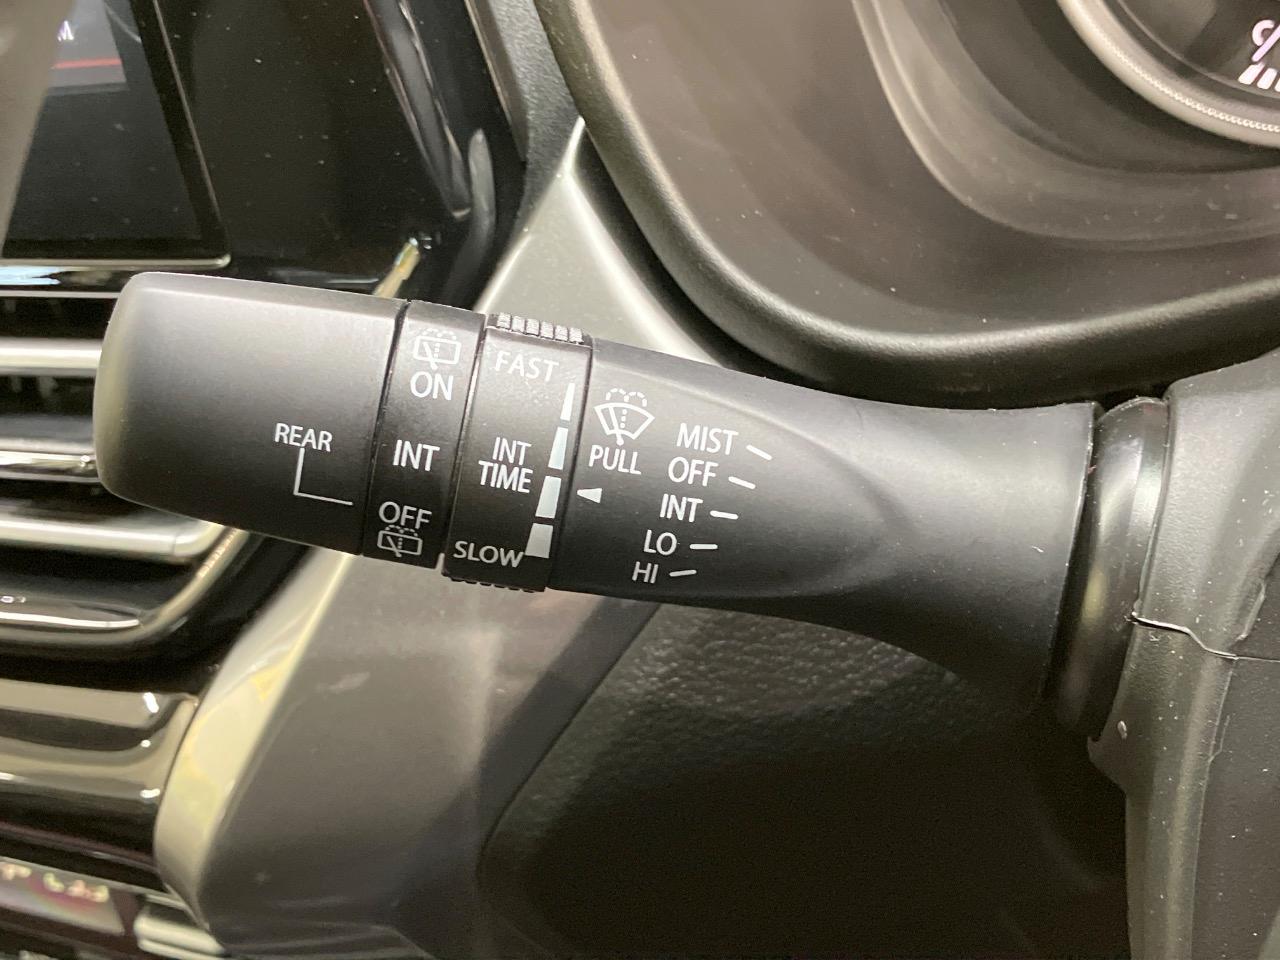 REAR
ON
INT
OFF
FAST
INT
TIME
SLOW
PULL
MIST
OFF
INT
LO
HI